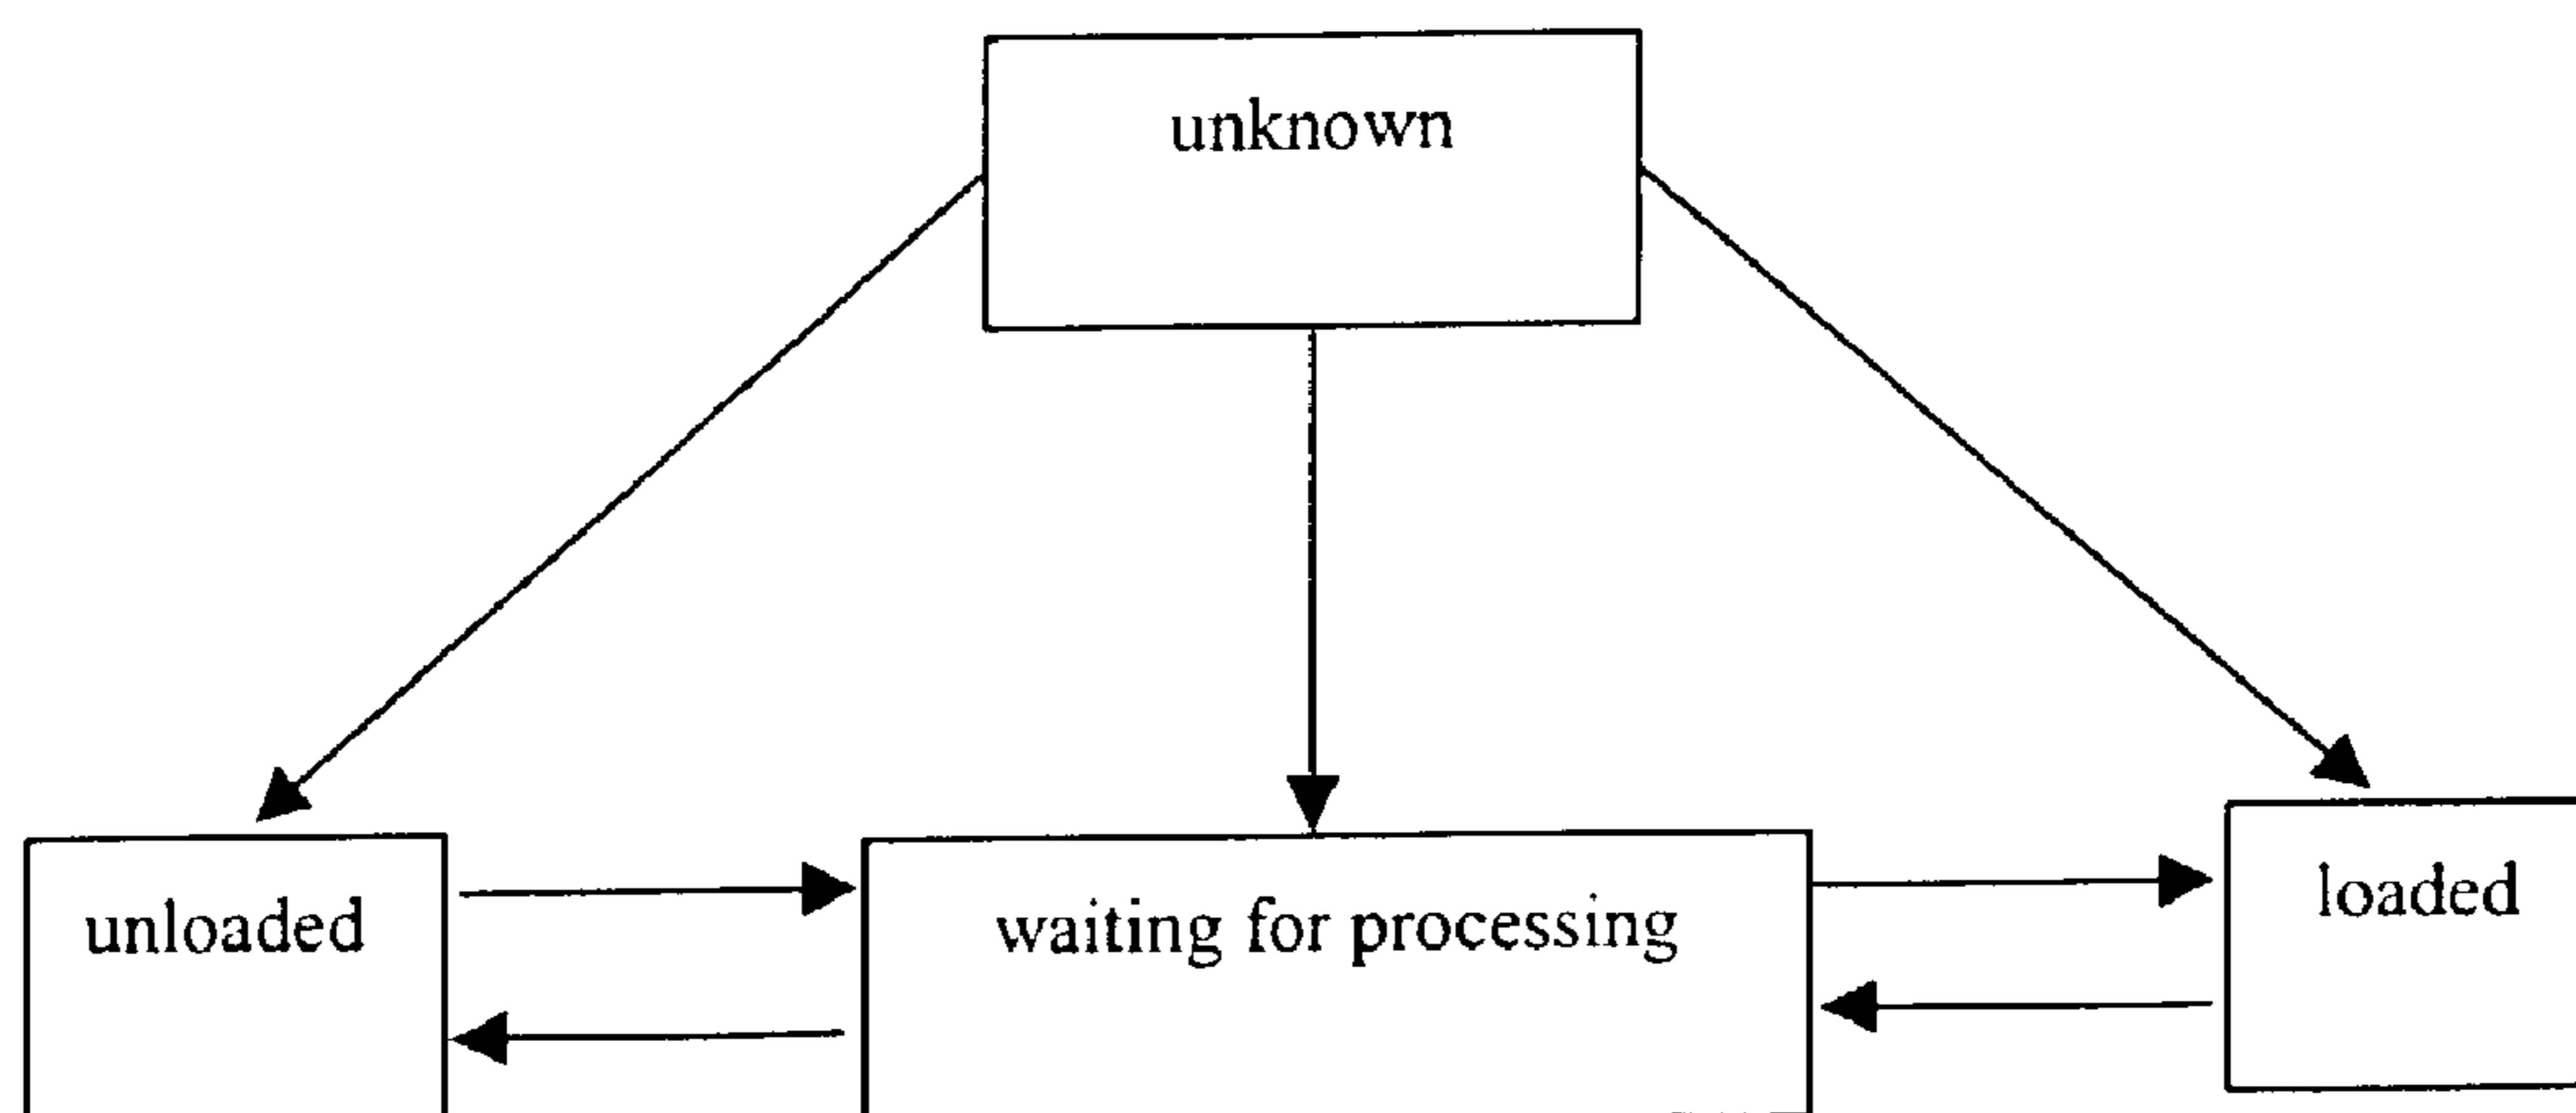 unknown
unloaded
waiting for processing
loaded